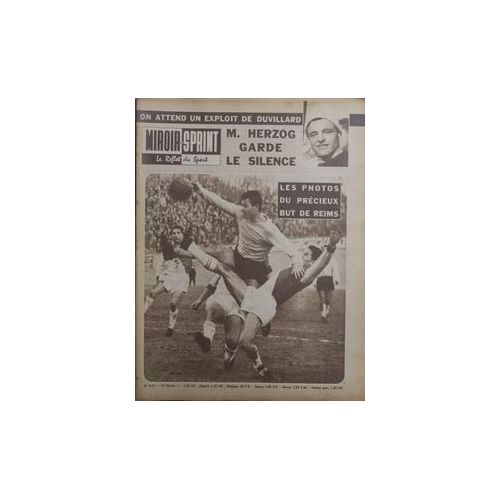 ON ATTEND UN EXPLOIT DE DUVILLARD
MIROIR SPRINT
Le Reflet du Sport
M. HERZOG
GARDE
LE SILENCE
LES PHOTOS
DU PRÉCIEUX
BUT DE REIMS